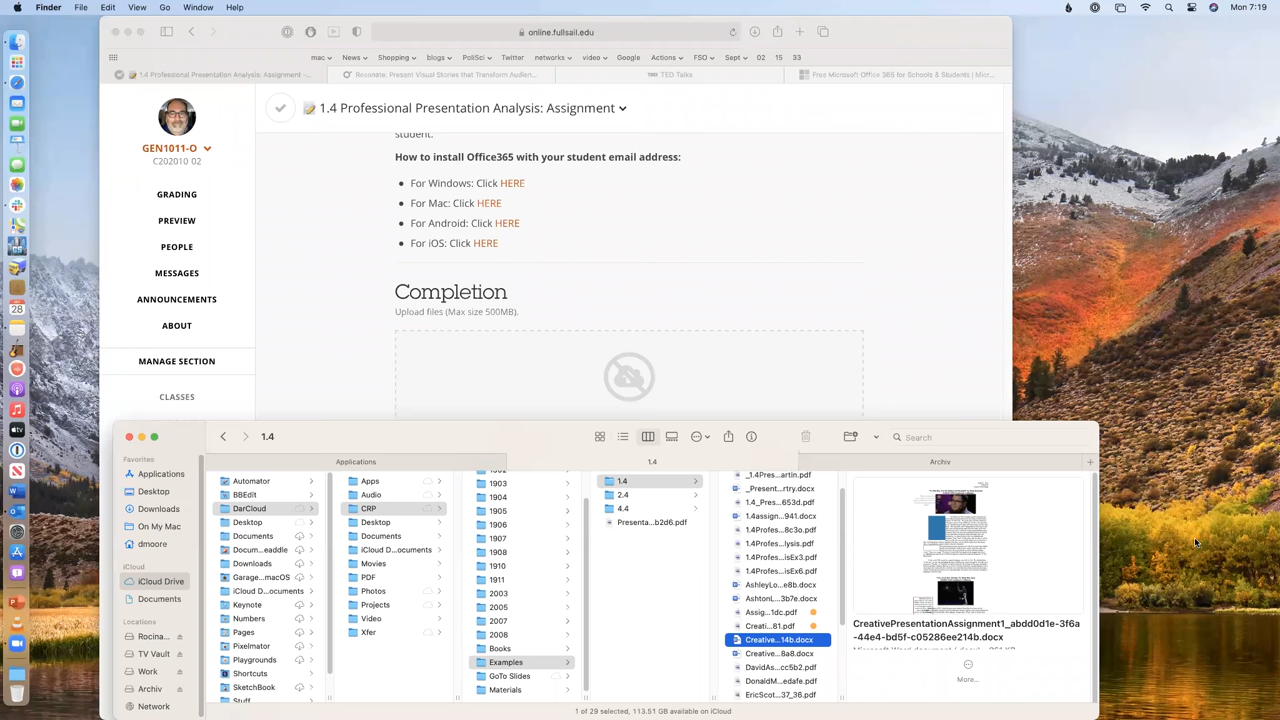 Finder File Edit View Go Window Help
Mon 7:19
online.fullsail.edu
mac News Shopping blogs PoliSci Twitter networks video Google Actions FSO Sept 02 15 33
1.4 Professional Presentation Analysis: Assignment -...
Resonate: Present Visual Stories that Transform Audien...
TED Talks
Free Microsoft Office 365 for Schools & Students | Micr...
GEN1011-O
C202010 02
GRADING
PREVIEW
PEOPLE
MESSAGES
ANNOUNCEMENTS
ABOUT
MANAGE SECTION
CLASSES
1.4 Professional Presentation Analysis: Assignment
student.
How to install Office365 with your student email address:
For Windows: Click HERE
For Mac: Click HERE
For Android: Click HERE
For iOS: Click HERE
Completion
Upload files (Max size 500MB).
28
1.4
Search
Applications
1.4
Archiv
Favorites
Applications
Desktop
Downloads
On My Mac
dmoore
iCloud
iCloud Drive
Documents
Locations
Rocina...
TV Vault
Work
Archiv
Network
Automator
BBEdit
DarCloud
Desktop
Documents
Docum...eaddle
Downloads
Garage...macOS
iCloud D...ocuments
Keynote
Numbers
Pages
Pixelmator
Playgrounds
Shortcuts
SketchBook
Stuff
Apps
Audio
CRP
Desktop
Documents
iCloud D...ocuments
Movies
PDF
Photos
Projects
Video
Xfer
1902
1903
1904
1905
1906
1907
1908
1910
1911
2003
2005
2007
2008
Books
Examples
GoTo Slides
Materials
1.4
2.4
4.4
Presenta...b2d6.pdf
_1.4Pres...artin.pdf
_Present...rtry.docx
1.4_Pres...653d.pdf
1.4assign...941.docx
1.4Profes...8c3o.pdf
1.4Profes...lysis.pdf
1.4Profes...isEx3.pdf
1.4Profes...isEx6.pdf
AshleyLo...e8b.docx
AshtonL...3b7e.docx
Assig...1dc.pdf
Creati...81.pdf
Creative...14b.docx
Creative...8a8.docx
DavidAs...cc5b2.pdf
DonaldM...edafe.pdf
EricScot...37_36.pdf
CreativePresentationAssignment1_abdd0d1e-3f6a
-44e4-bd5f-c05286ee214b.docx
More...
1 of 29 selected, 113.51 GB available on iCloud